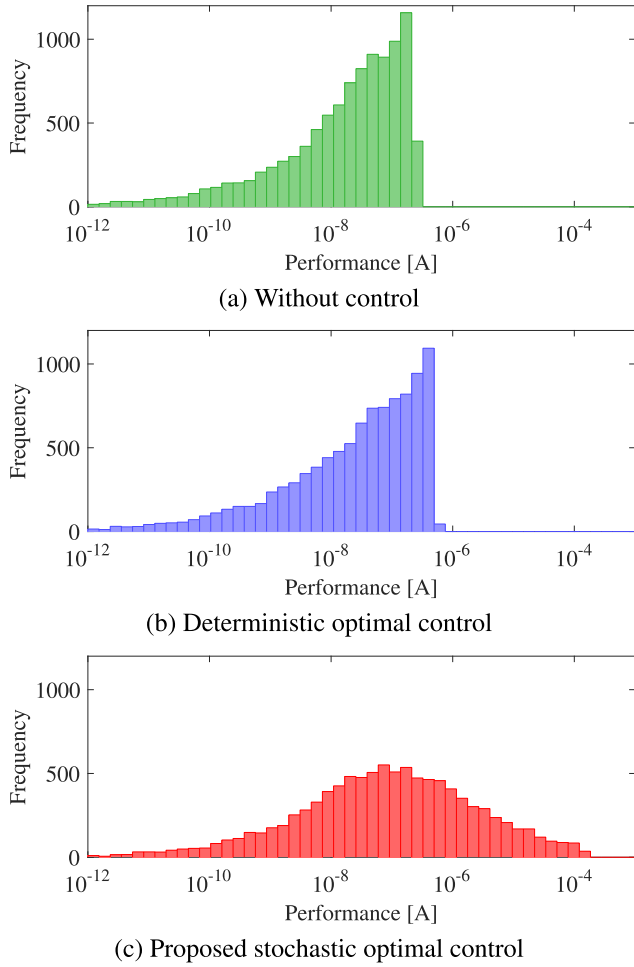 1000
500
0
Frequency
10^-12 10^-10 10^-8 10^-6 10^-4
Performance [A]
(a) Without control
1000
500
0
Frequency
10^-12 10^-10 10^-8 10^-6 10^-4
Performance [A]
(b) Deterministic optimal control
1000
500
0
Frequency
10^-12 10^-10 10^-8 10^-6 10^-4
Performance [A]
(c) Proposed stochastic optimal control